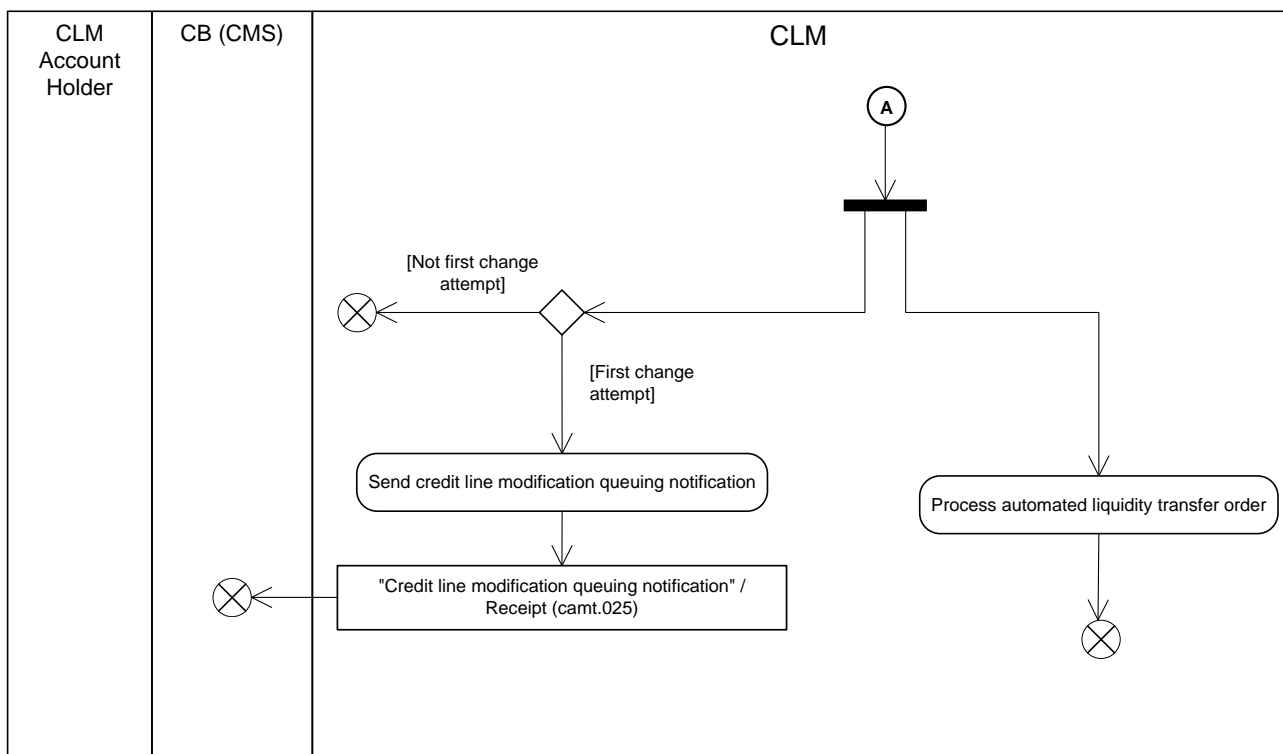 CLM
Account
Holder
CB (CMS)
CLM
A
[Not first change
attempt]
[First change
attempt]
Send credit line modification queuing notification
Process automated liquidity transfer order
"Credit line modification queuing notification" /
Receipt (camt.025)